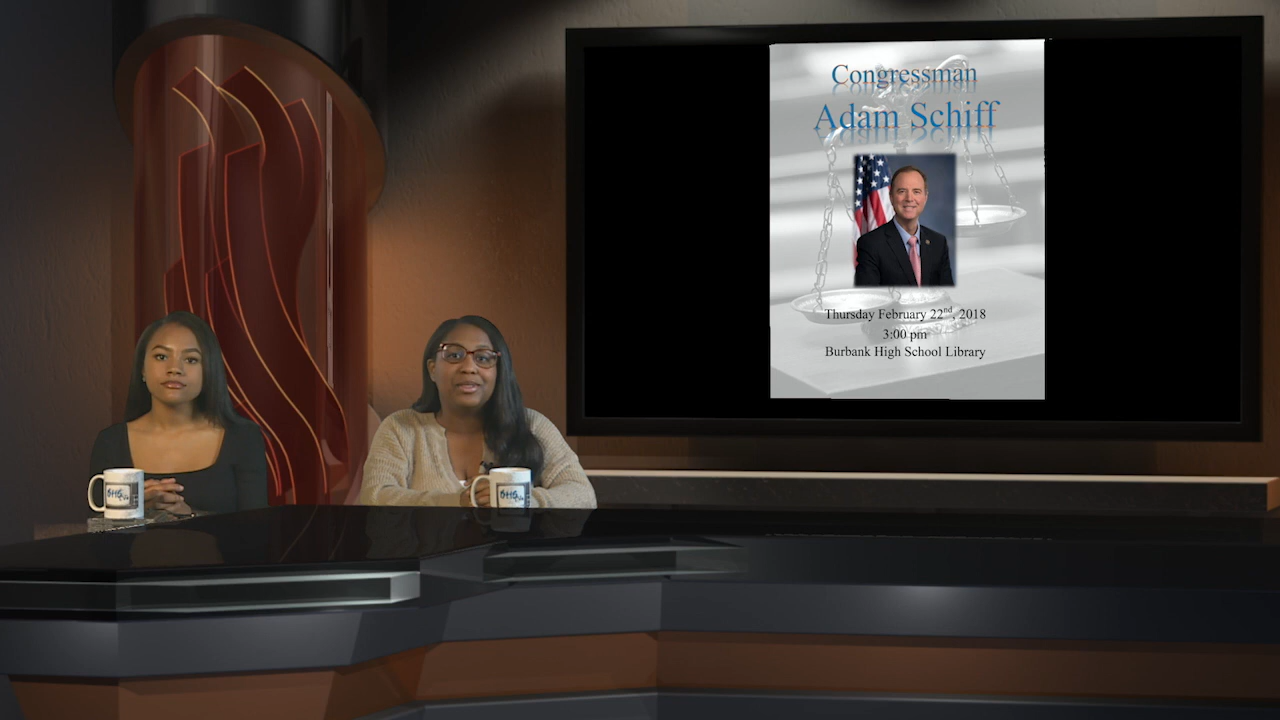 Congressman
Adam Schiff
Thursday February 22nd, 2018
3:00 pm
Burbank High School Library